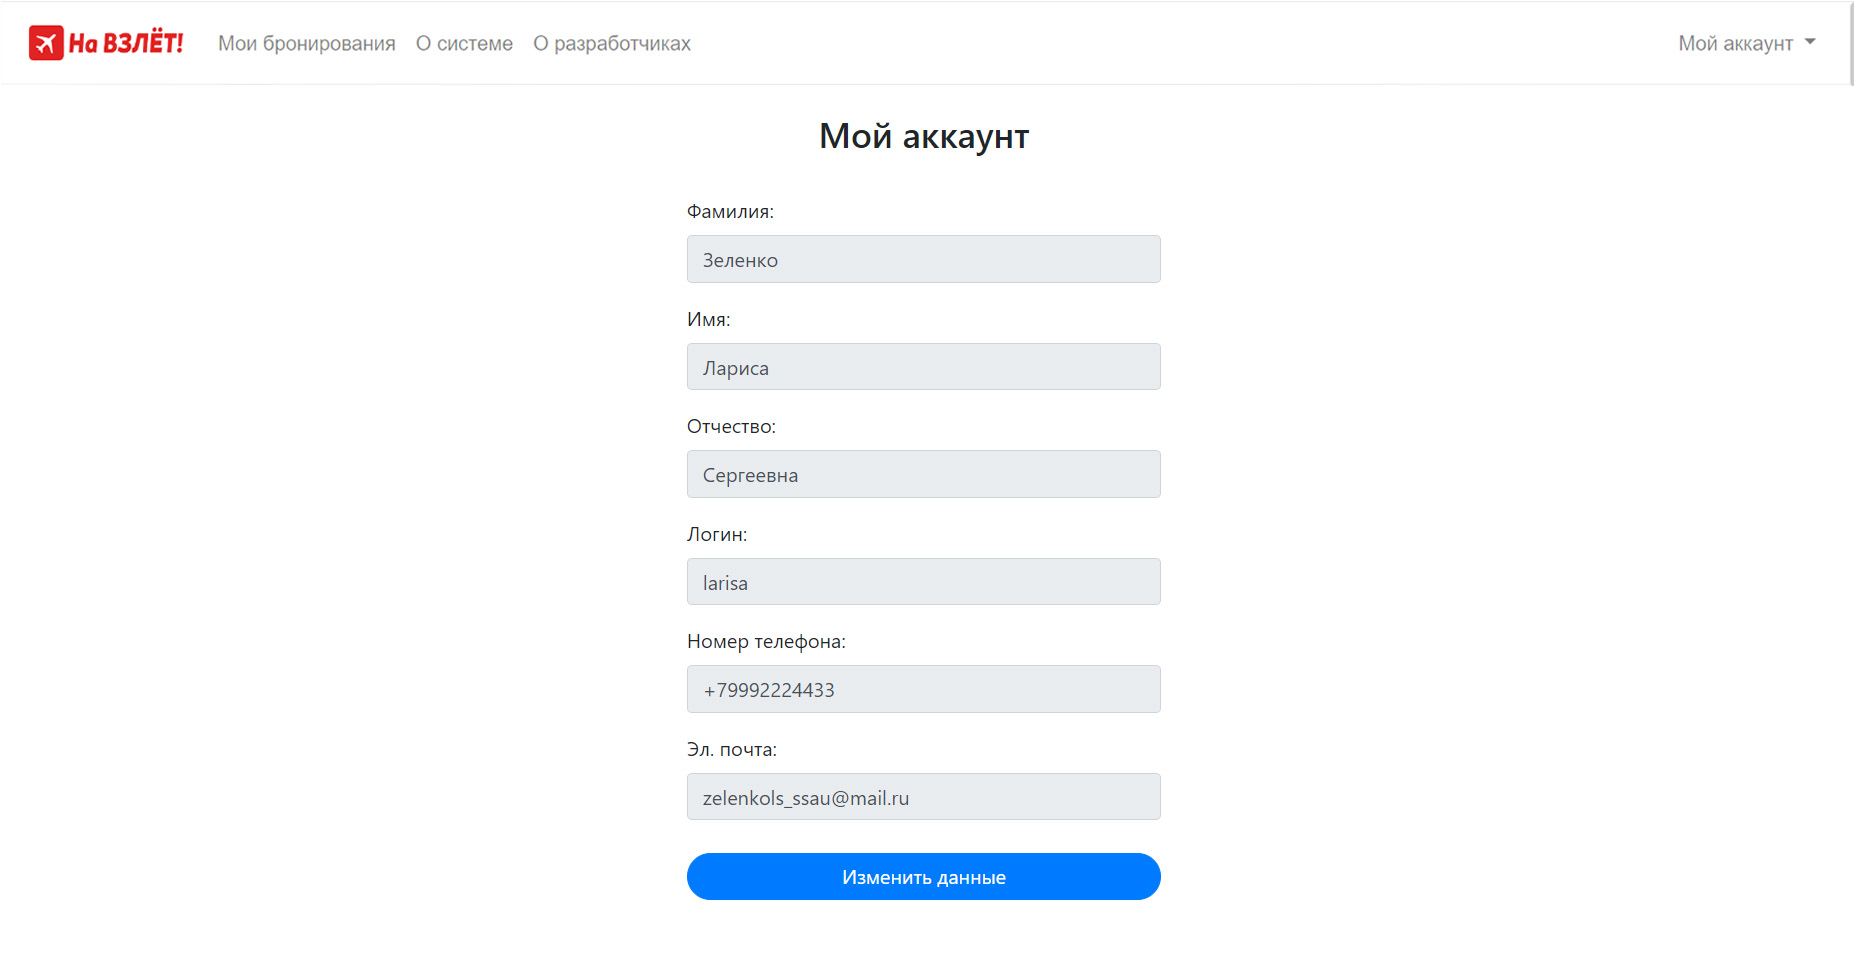 На ВЗЛЁТ! Мои бронирования О системе О разработчиках Мой аккаунт
Мой аккаунт
Фамилия:
Зеленко
Имя:
Лариса
Отчество:
Сергеевна
Логин:
larisa
Номер телефона:
+79992224433
Эл. почта:
zelenkols_ssau@mail.ru
Изменить данные